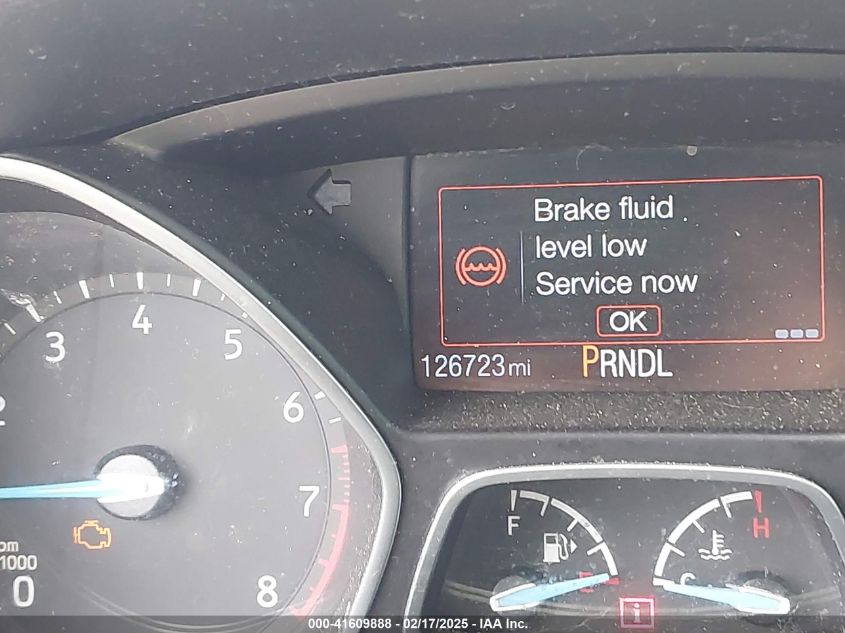 Brake fluid
level low
Service now
OK
126723mi PRNDL
3
4
5
6
7
8
0
1000
F
E
C
H
i
000-41609888 - 02/17/2025 - IAA Inc.